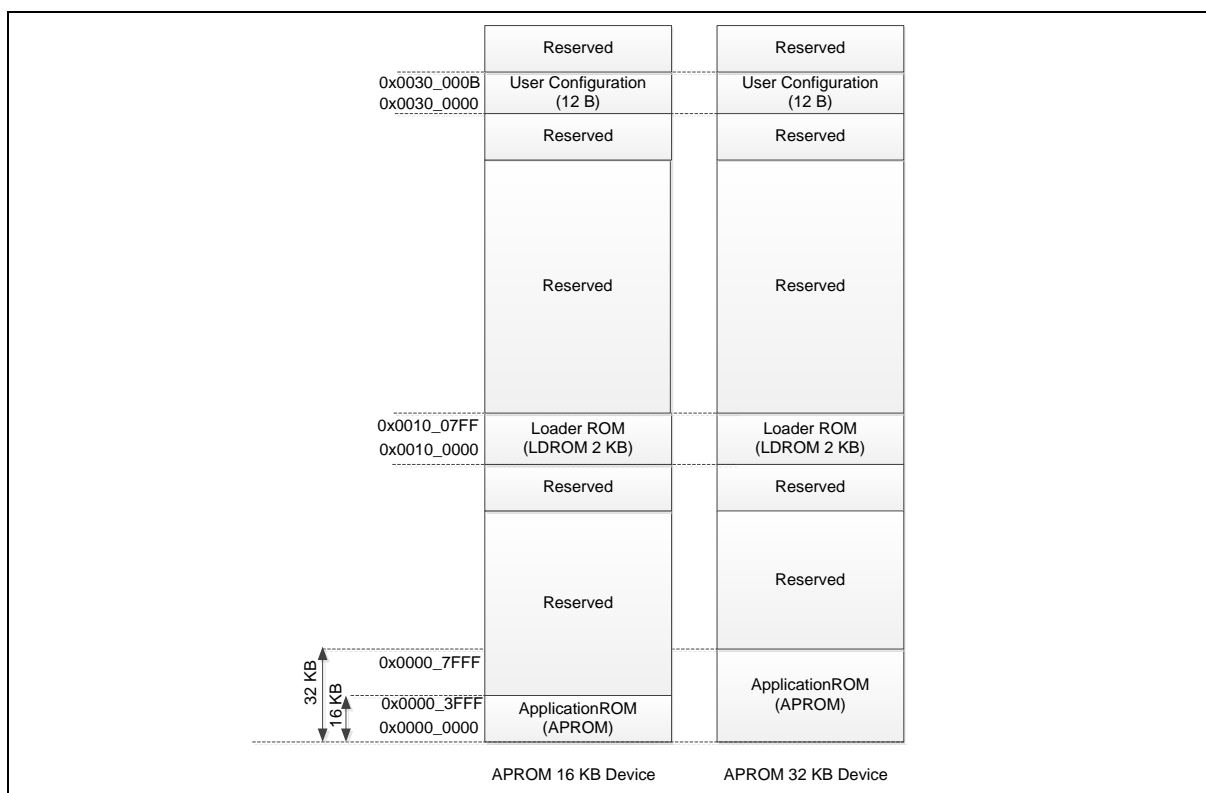 Reserved Reserved
0x0030_000B User Configuration User Configuration
0x0030_0000 (12 B) (12 B)
Reserved Reserved
Reserved Reserved
0x0010_07FF Loader ROM Loader ROM
0x0010_0000 (LDROM 2 KB) (LDROM 2 KB)
Reserved Reserved
Reserved
Reserved
32 KB
0x0000_7FFF
16 KB
ApplicationROM
(APROM)
0x0000_3FFF ApplicationROM
0x0000_0000 (APROM)
APROM 16 KB Device APROM 32 KB Device